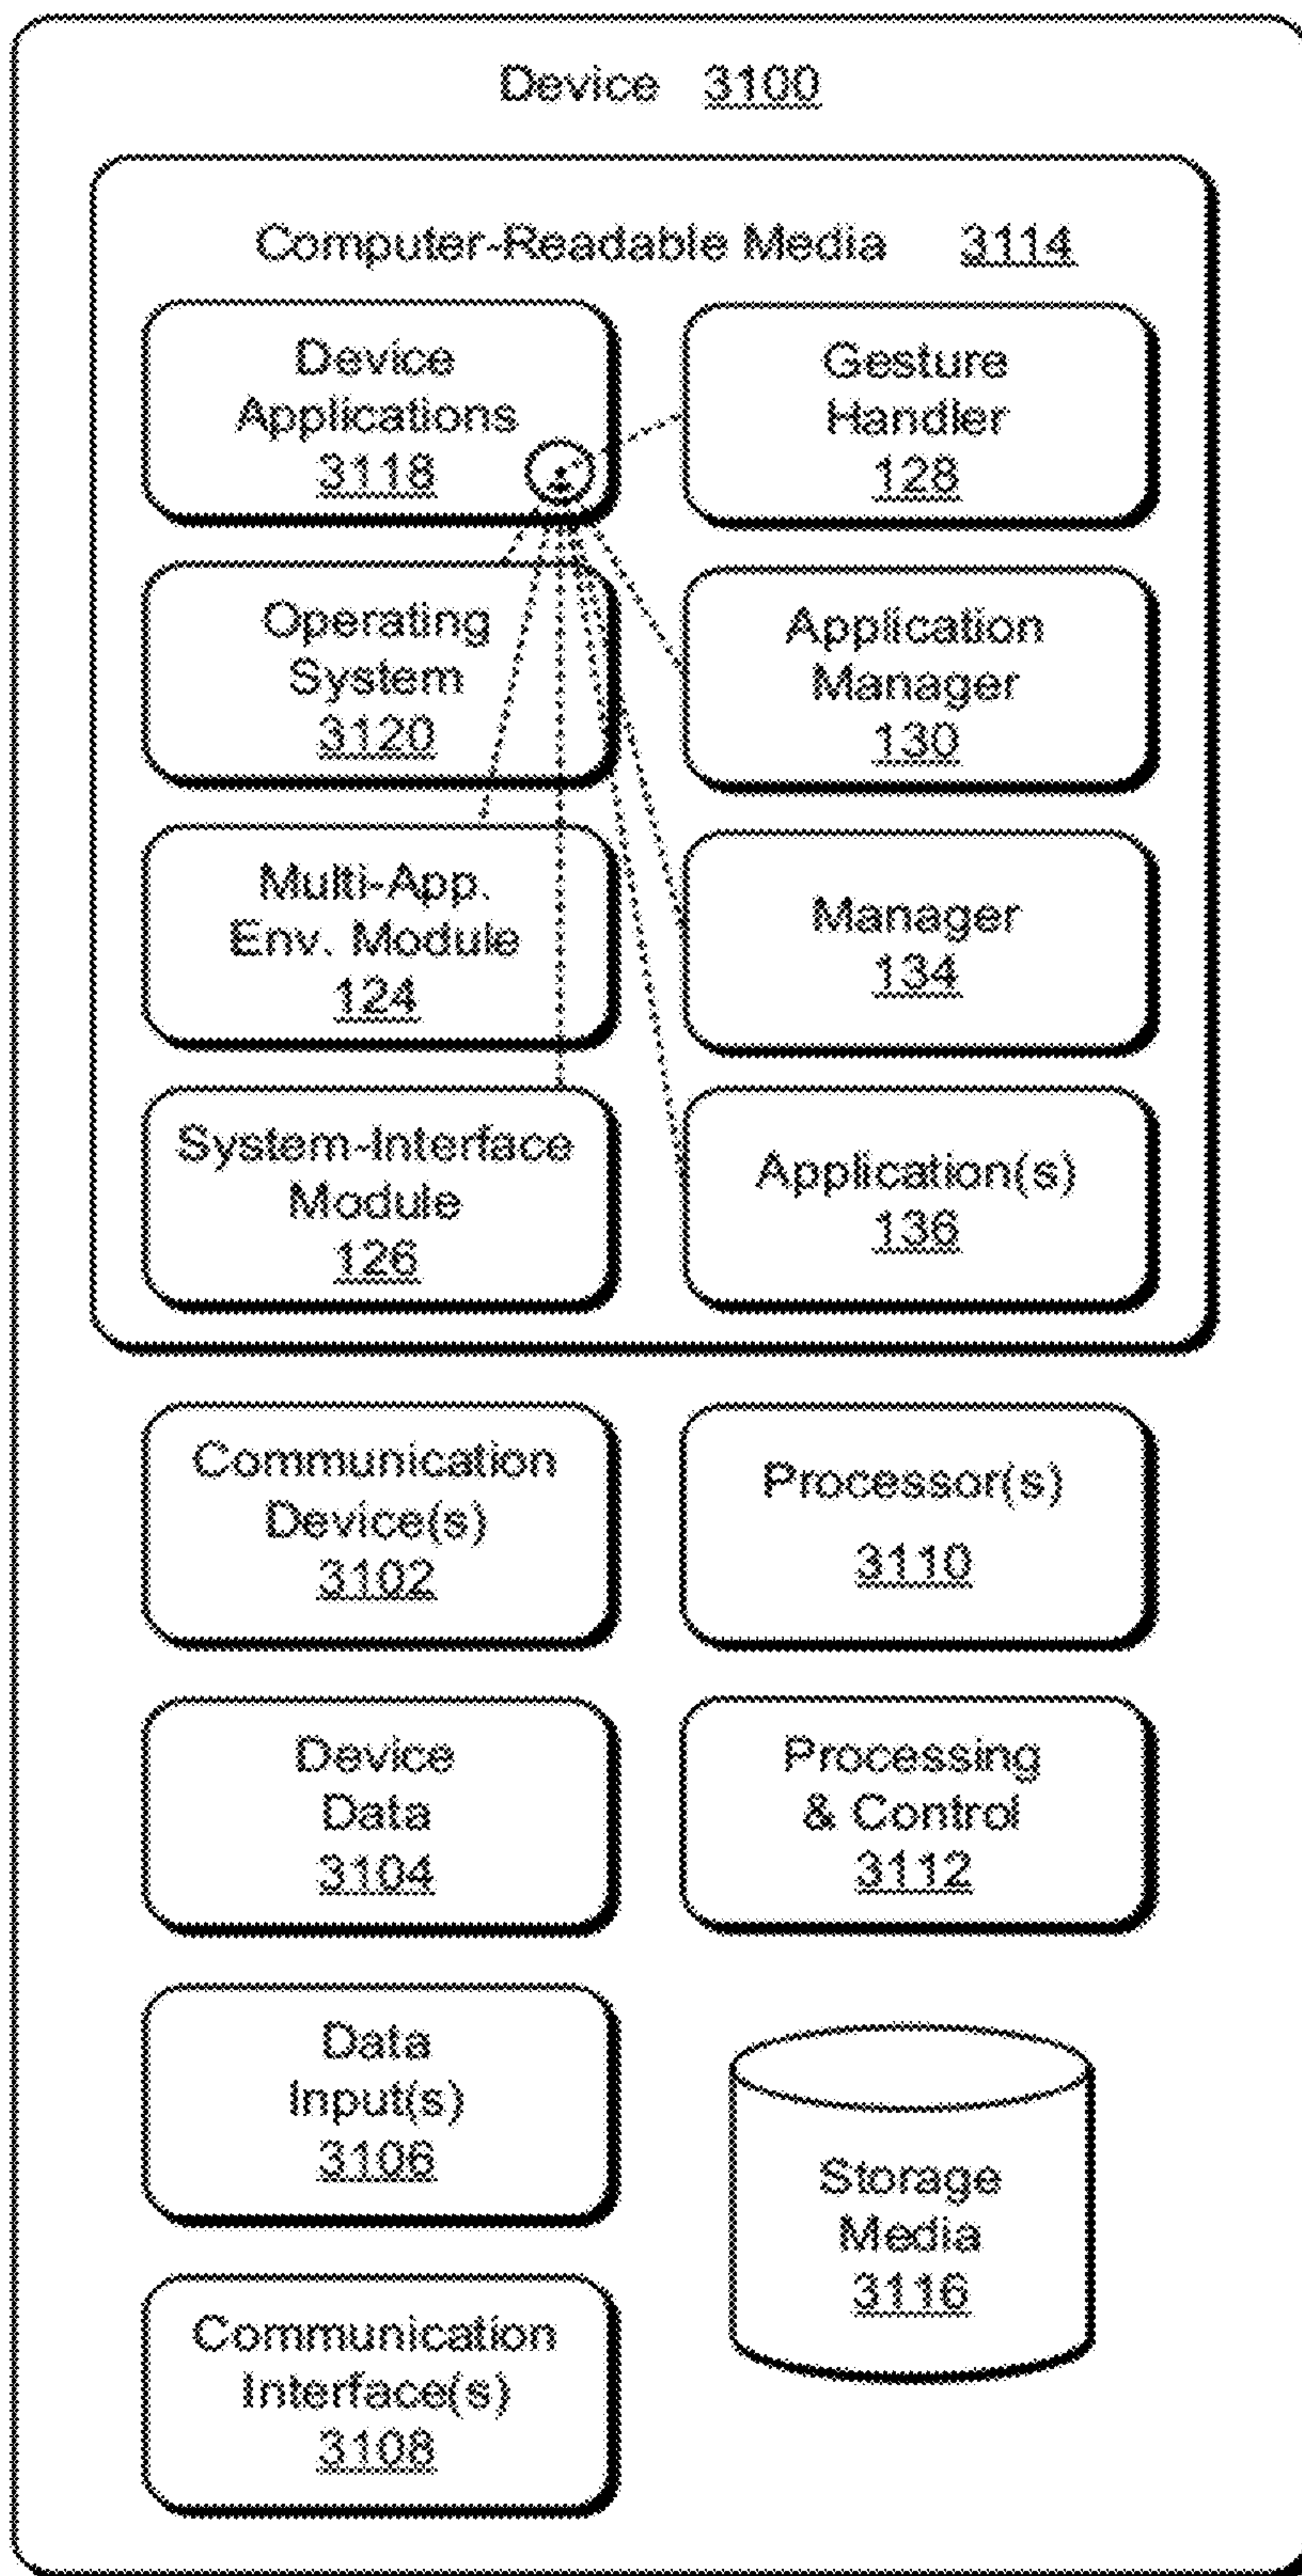 Device 3100
Computer-Readable Media 3114
Device
Applications
3118
Gesture
Handler
128
Operating
System
3120
Application
Manager
130
Multi-App.
Env. Module
124
Manager
134
System-Interface
Module
126
Application(s)
136
Communication
Device(s)
3102
Processor(s)
3110
Device
Data
3104
Processing
& Control
3112
Data
Input(s)
3106
Storage
Media
3116
Communication
Interface(s)
3108